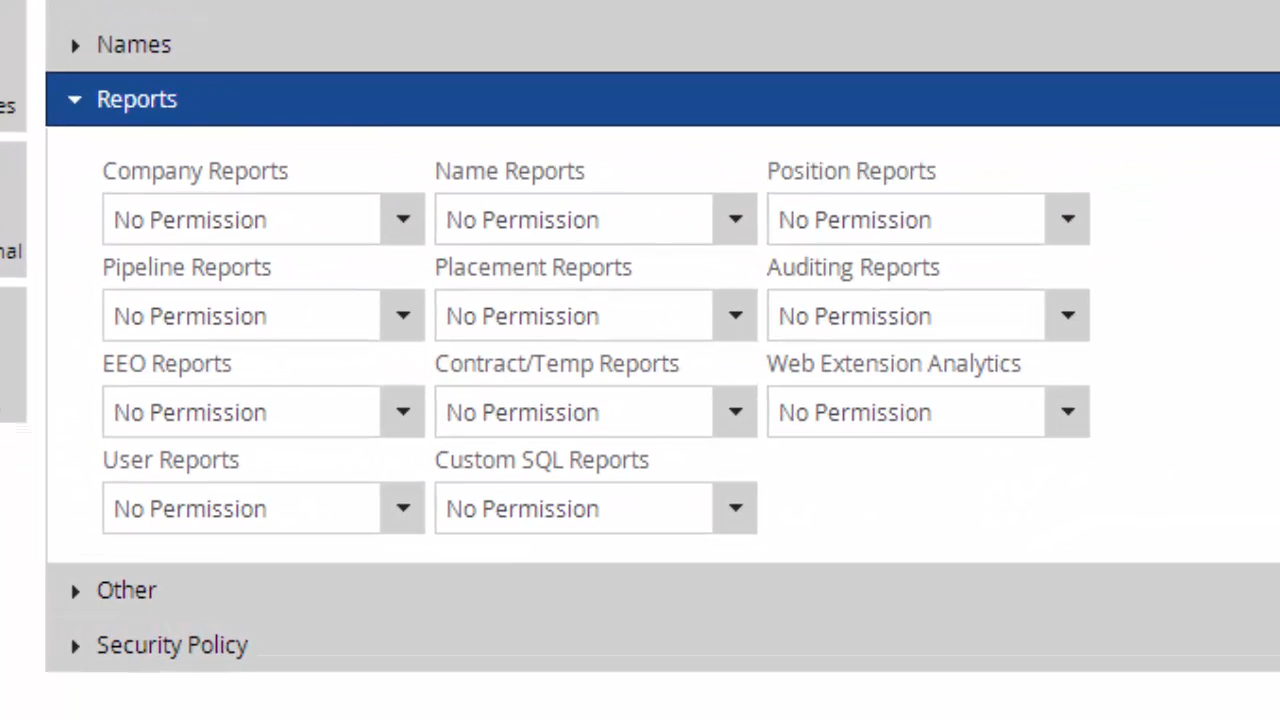 Names
es
Reports
Company Reports Name Reports Position Reports
No Permission No Permission No Permission
nal
Pipeline Reports Placement Reports Auditing Reports
No Permission No Permission No Permission
EEO Reports Contract/Temp Reports Web Extension Analytics
No Permission No Permission No Permission
User Reports Custom SQL Reports
No Permission No Permission
Other
Security Policy